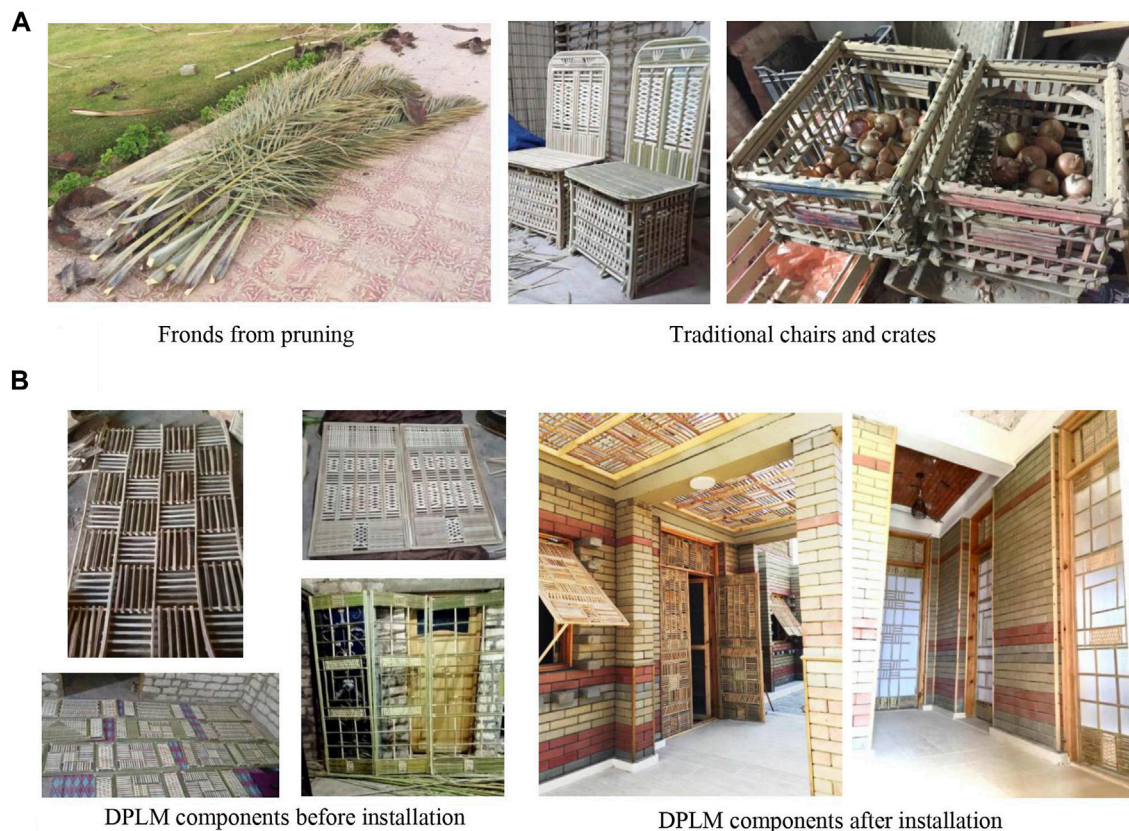 A
Fronds from pruning
Traditional chairs and crates
B
DPLM components before installation
DPLM components after installation